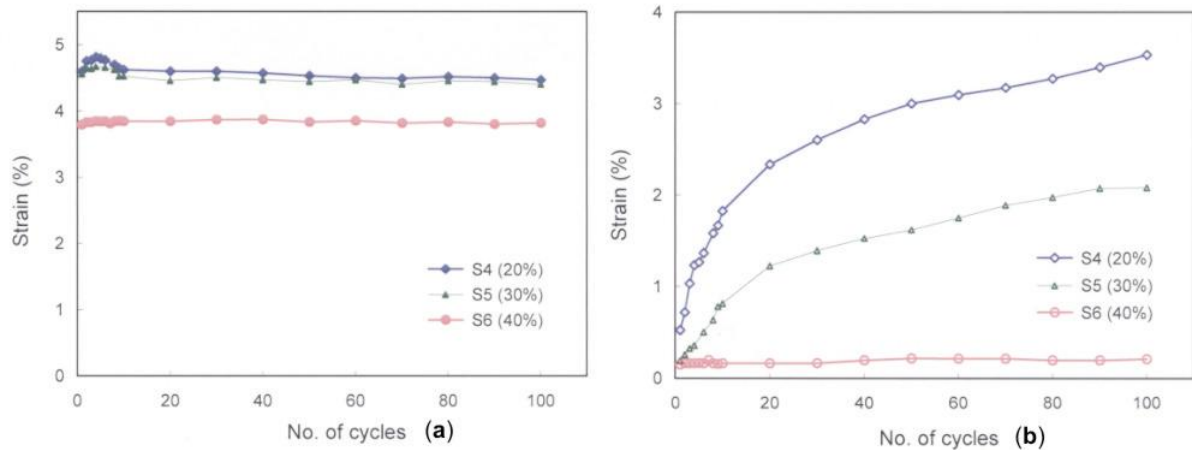 5
4
3
2
1
0
Strain (%)
S4 (20%)
S5 (30%)
S6 (40%)
0 20 40 60 80 100
No. of cycles (a)
4
3
2
1
0
Strain (%)
S4 (20%)
S5 (30%)
S6 (40%)
0 20 40 60 80 100
No. of cycles (b)